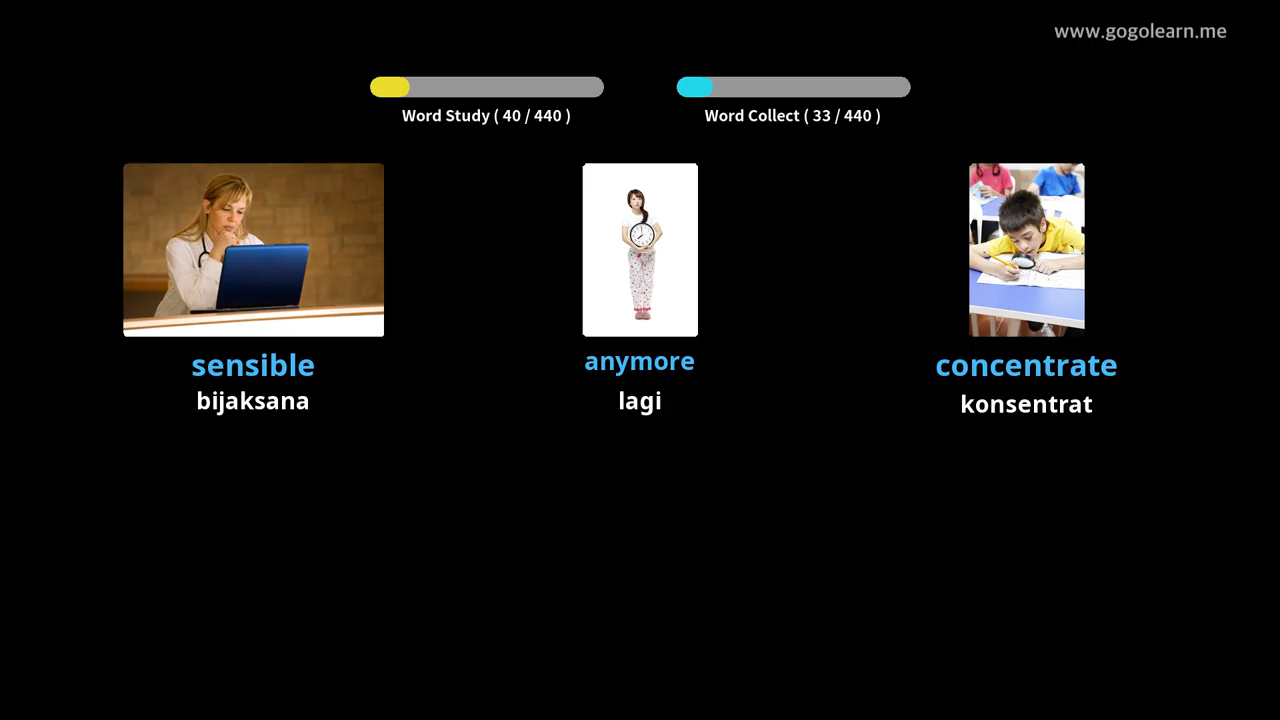 www.gogolearn.me
Word Study ( 40 / 440 )
Word Collect ( 33 / 440 )
sensible
bijaksana
anymore
lagi
concentrate
konsentrat